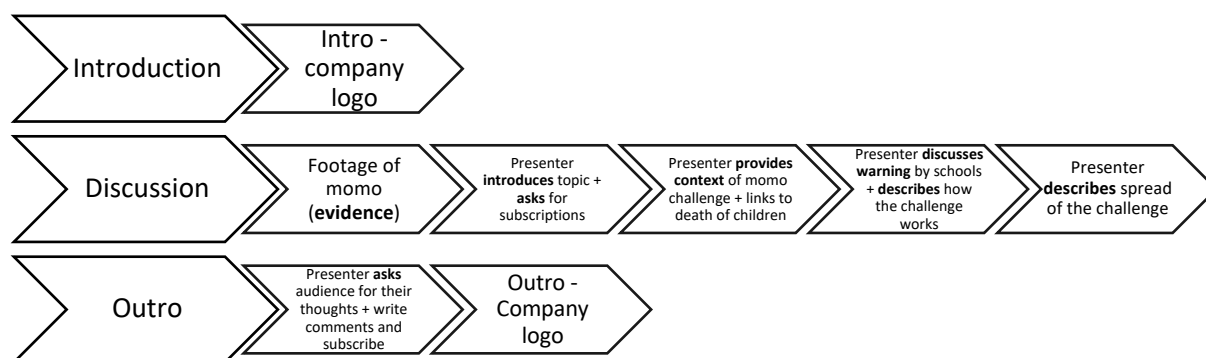 Introduction
Intro -
company
logo
Discussion
Footage of
momo
(evidence)
Presenter
introduces topic +
asks for
subscriptions
Presenter provides
context of momo
challenge + links to
death of children
Presenter discusses
warning by schools
+ describes how
the challenge
works
Presenter
describes spread
of the challenge
Outro
Presenter asks
audience for their
thoughts + write
comments and
subscribe
Outro -
Company
logo